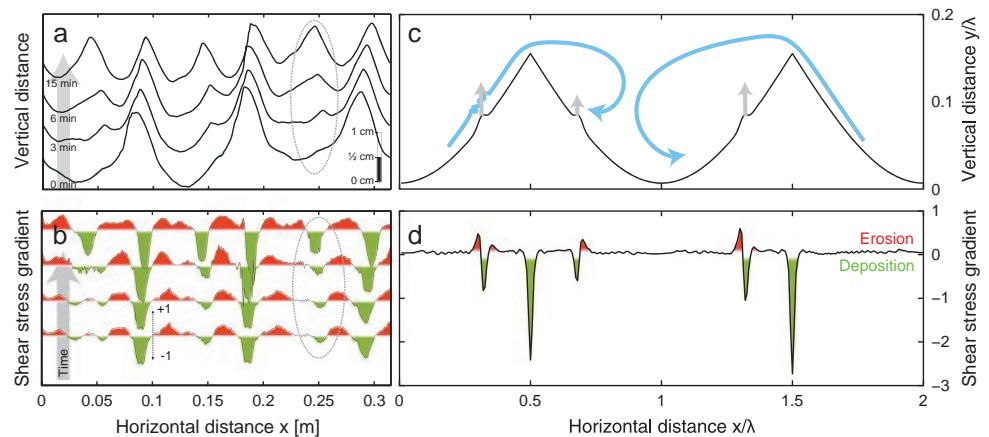 a
Vertical distance
15 min
6 min
3 min
0 min
1 cm
½ cm
0 cm
b
Shear stress gradient
Time
+1
-1
0 0.05 0.1 0.15 0.2 0.25 0.3
Horizontal distance x [m]
c
0.2
0.1
0
Vertical distance y/λ
d
Erosion
Deposition
1
0
−1
−2
−3
Shear stress gradient
0 0.5 1 1.5 2
Horizontal distance x/λ